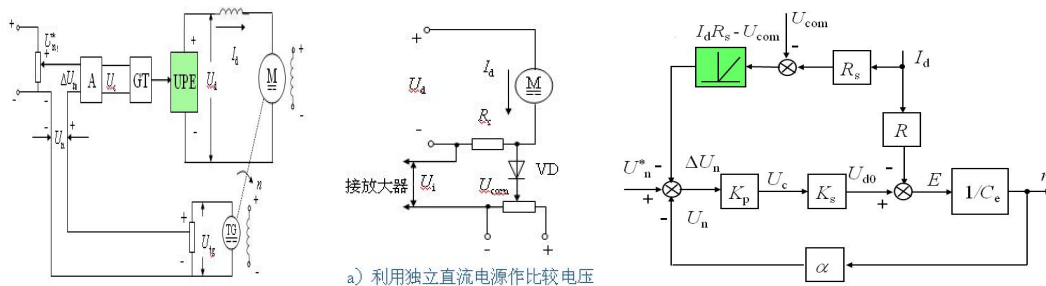 +
U*n
+
-
-
ΔUn
A
Uc
GT
UPE
+
-
Ud
Id
M
+
-
Un
-
+
n
+
-
Utg
TG
+
-
+
Ud
-
Id
M
Rs
VD
接放大器
Ui
Ucom
-
+
a）利用独立直流电源作比较电压
IdRs - Ucom
Ucom
-
Rs
Id
R
U*n
-
+
-
ΔUn
Un
Kp
Uc
Ks
Ud0
-
+
E
1/Ce
n
α